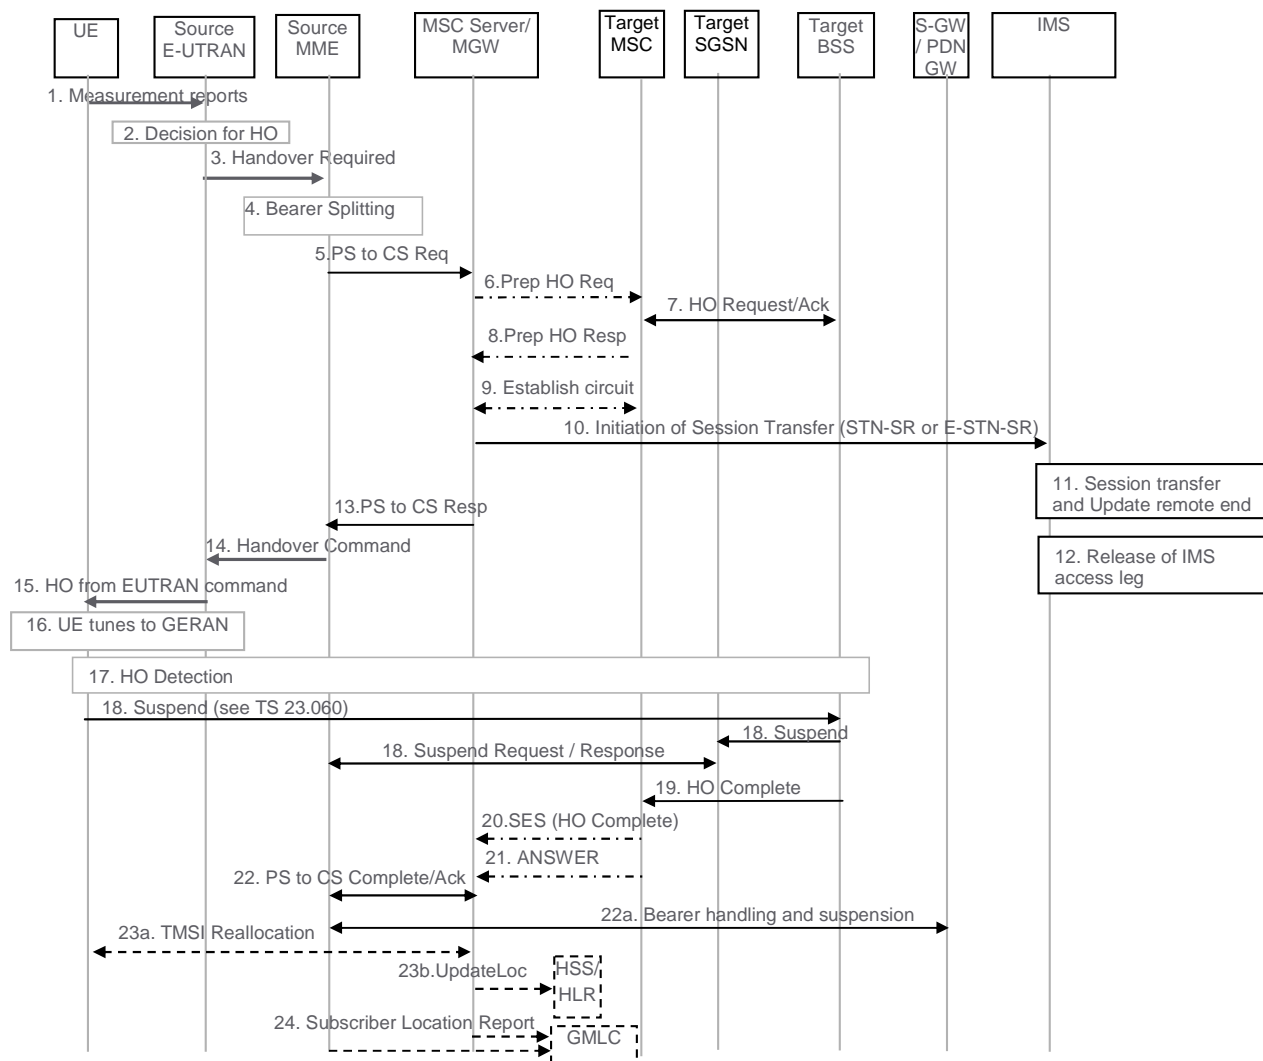 UE
Source
E-UTRAN
Source
MME
MSC Server/
MGW
Target
MSC
Target
SGSN
Target
BSS
S-GW
/ PDN
GW
IMS
1. Measurement reports
2. Decision for HO
3. Handover Required
4. Bearer Splitting
5.PS to CS Req
6.Prep HO Req
7. HO Request/Ack
8.Prep HO Resp
9. Establish circuit
10. Initiation of Session Transfer (STN-SR or E-STN-SR)
11. Session transfer
and Update remote end
13.PS to CS Resp
14. Handover Command
12. Release of IMS
access leg
15. HO from EUTRAN command
16. UE tunes to GERAN
17. HO Detection
18. Suspend (see TS 23.060)
18. Suspend
18. Suspend Request / Response
19. HO Complete
20.SES (HO Complete)
21. ANSWER
22. PS to CS Complete/Ack
22a. Bearer handling and suspension
23a. TMSI Reallocation
23b.UpdateLoc
HSS/
HLR
24. Subscriber Location Report
GMLC